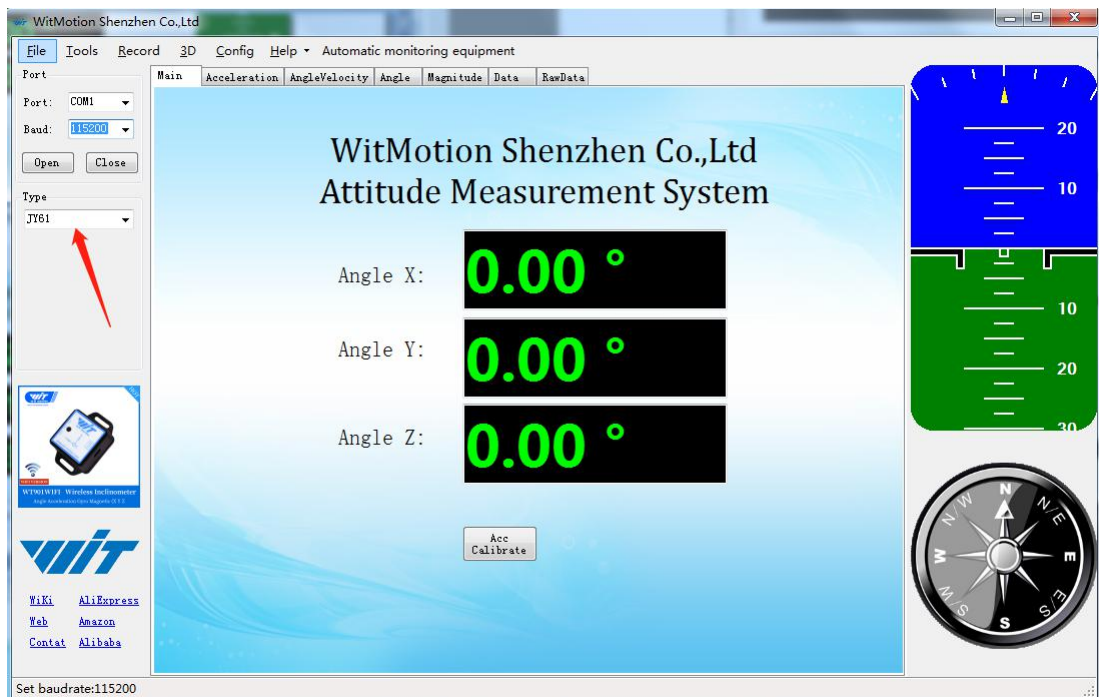 WitMotion Shenzhen Co.,Ltd
File Tools Record 3D Config Help Automatic monitoring equipment
Port
Port: COM1
Baud: 115200
Open Close
Type
JY61
Main Acceleration AngleVelocity Angle Magnitude Data RawData
WitMotion Shenzhen Co.,Ltd
Attitude Measurement System
Angle X: 0.00 °
Angle Y: 0.00 °
Angle Z: 0.00 °
Acc
Calibrate
20
10
10
20
30
N
N/E
E
S/E
S
W/S
W
N/W
WiT
WT901WIFI Wireless Inclinometer
WiT
WiKi AliExpress
Web Amazon
Contat Alibaba
Set baudrate:115200